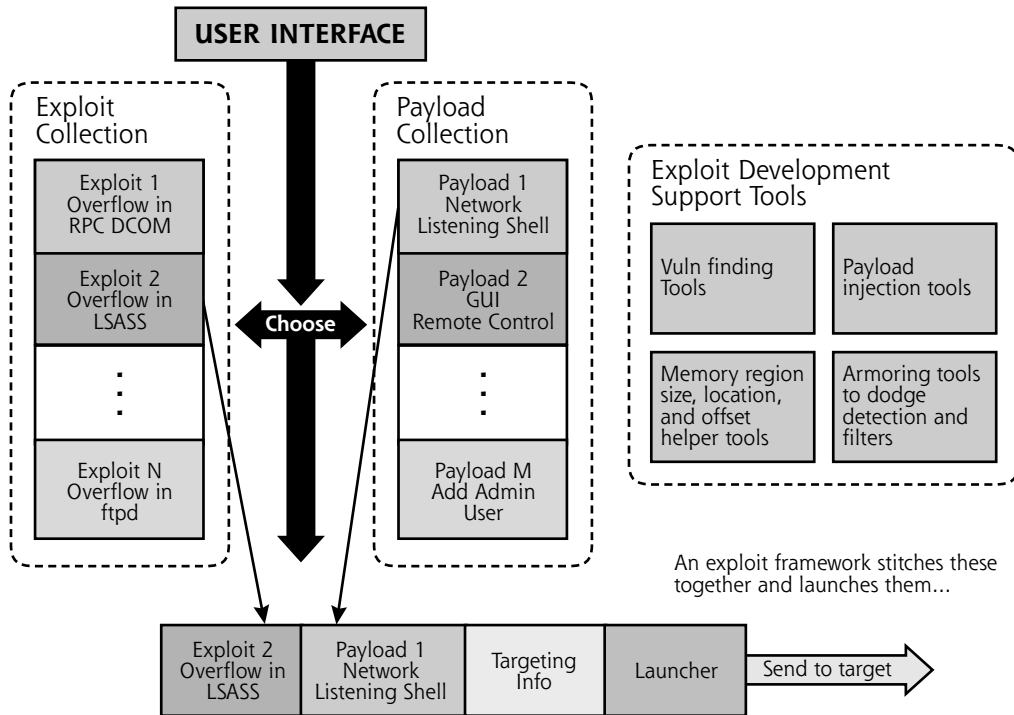 USER INTERFACE
Exploit
Collection
Exploit 1
Overflow in
RPC DCOM
Exploit 2
Overflow in
LSASS
.
.
.
Exploit N
Overflow in
ftpd
Choose
Payload
Collection
Payload 1
Network
Listening Shell
Payload 2
GUI
Remote Control
.
.
.
Payload M
Add Admin
User
Exploit Development
Support Tools
Vuln finding
Tools
Payload
injection tools
Memory region
size, location,
and offset
helper tools
Armoring tools
to dodge
detection and
filters
An exploit framework stitches these
together and launches them...
Exploit 2
Overflow in
LSASS
Payload 1
Network
Listening Shell
Targeting
Info
Launcher
Send to target